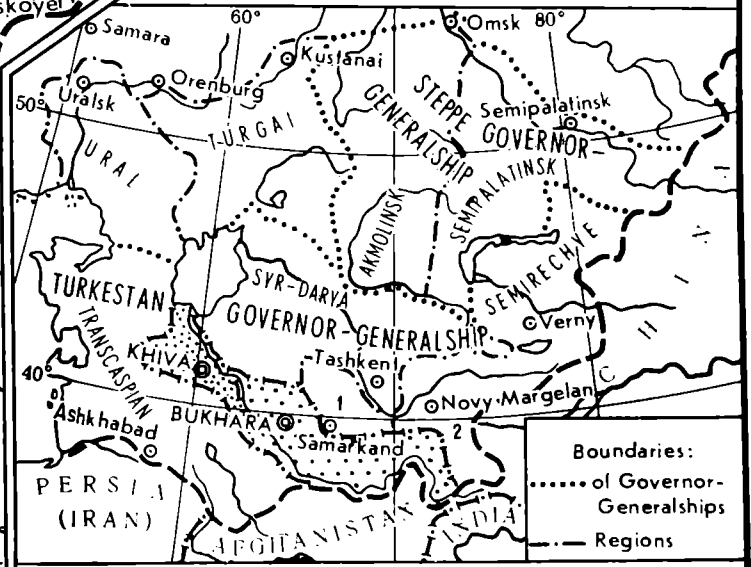 skoye
60°
80°
Samara
Omsk
Kustanai
Orenburg
Uralsk
50°
STEPPE GOVERNOR-
GENERALSHIP
Semipalatinsk
TURGAI
URAL
AKMOLINSK
SEMIPALATINSK
SEMIRECHYE
SYR-DARYA
TURKESTAN
GOVERNOR-GENERALSHIP
TRANSCASPIAN
KHIVA
Tashkent
Verny
40°
BUKHARA
1
Novy-Margelan
2
Ashkhabad
Samarkand
CHINA
PERSIA
(IRAN)
AFGHANISTAN
INDIA
Boundaries:
of Governor-
Generalships
Regions